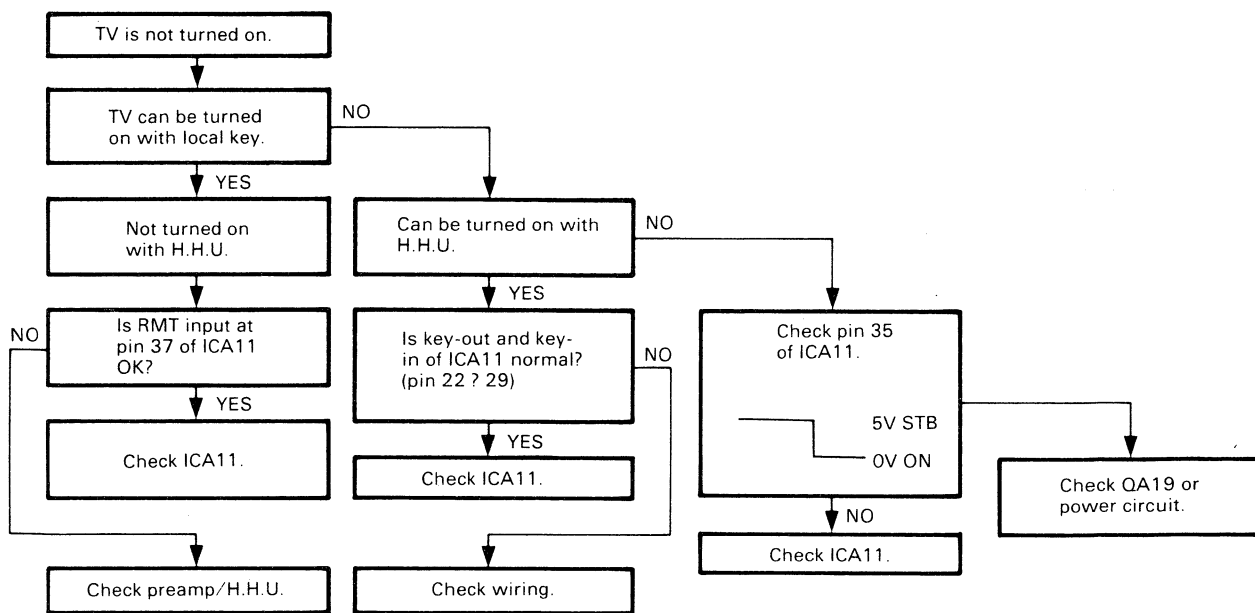 TV is not turned on.
TV can be turned
on with local key.
NO
YES
Not turned on
with H.H.U.
Can be turned on with
H.H.U.
NO
YES
NO
Is RMT input at
pin 37 of ICA11
OK?
YES
Is key-out and key-
in of ICA11 normal?
(pin 22 ? 29)
NO
YES
Check pin 35
of ICA11.
5V STB
0V ON
NO
Check ICA11.
Check ICA11.
Check QA19 or
power circuit.
Check ICA11.
Check preamp/H.H.U.
Check wiring.